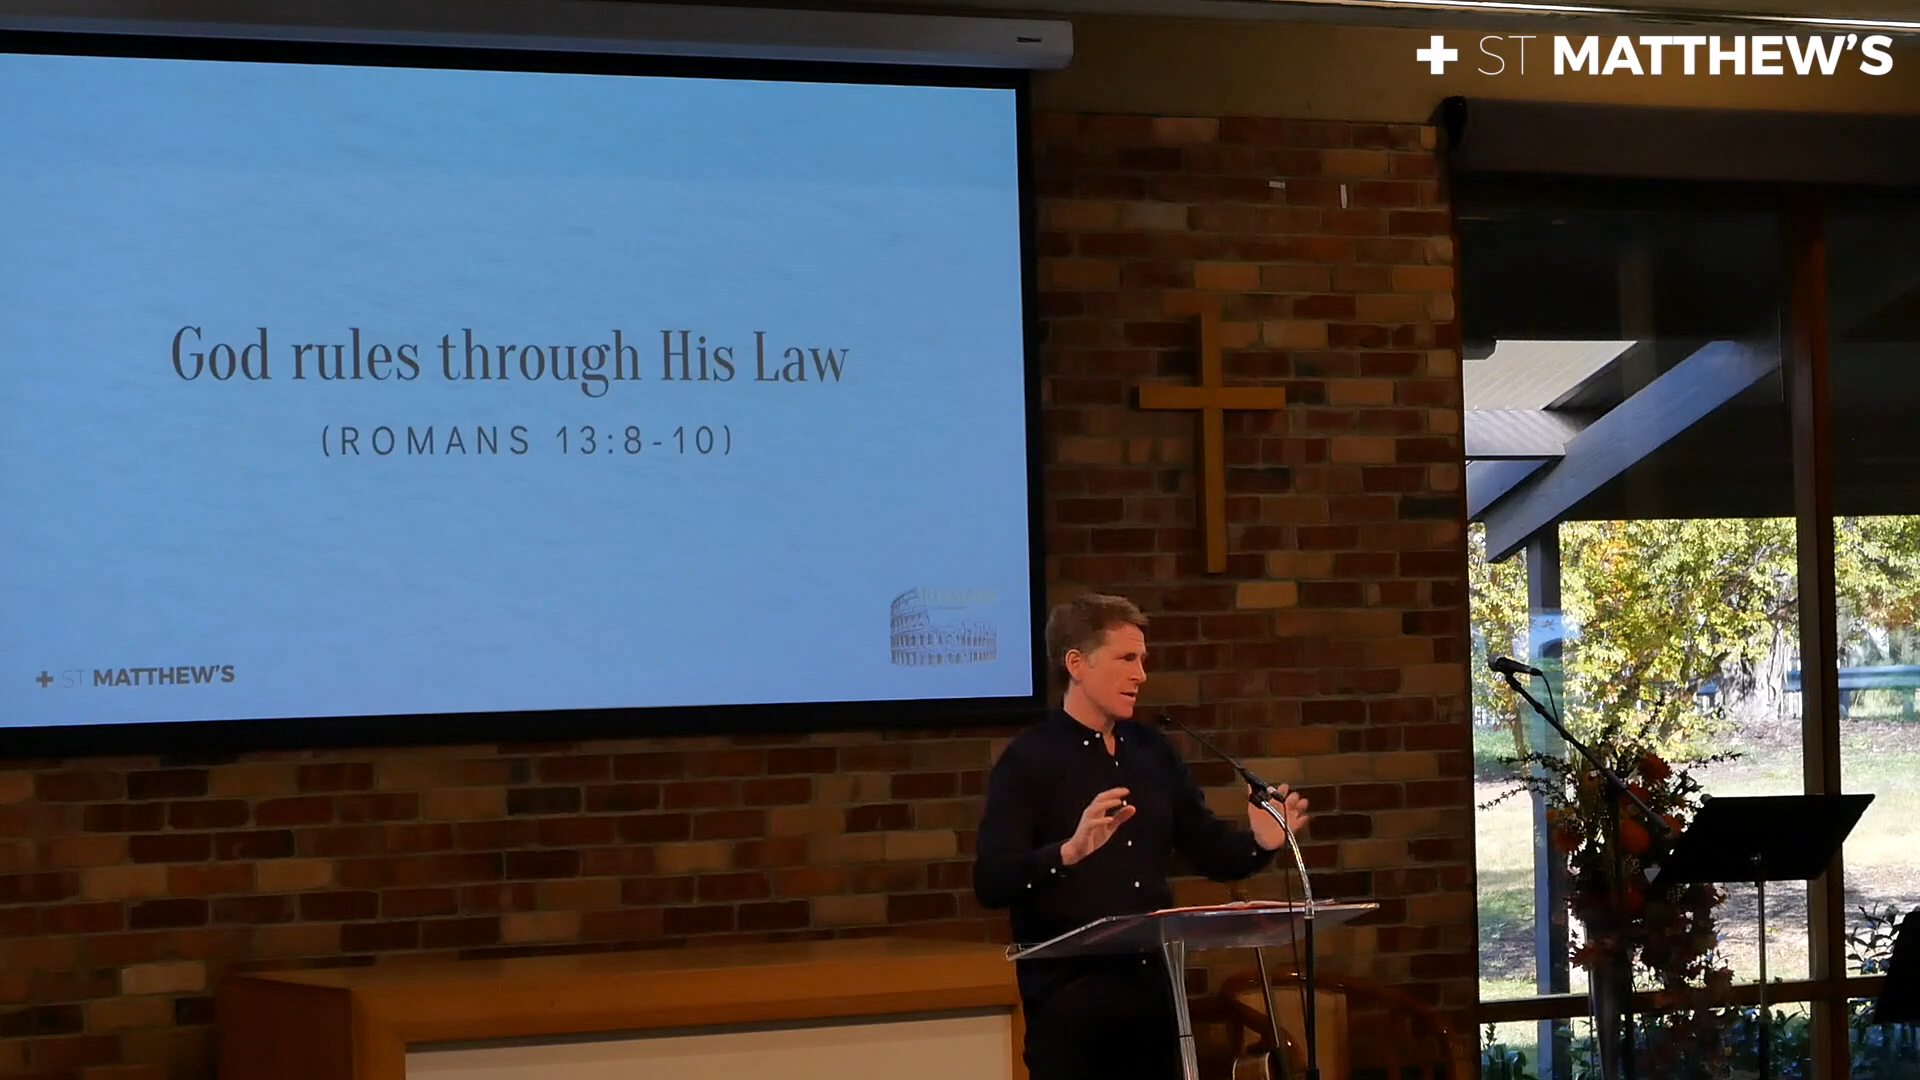 + ST MATTHEW'S
God rules through His Law
(ROMANS 13:8-10)
+ ST MATTHEW'S